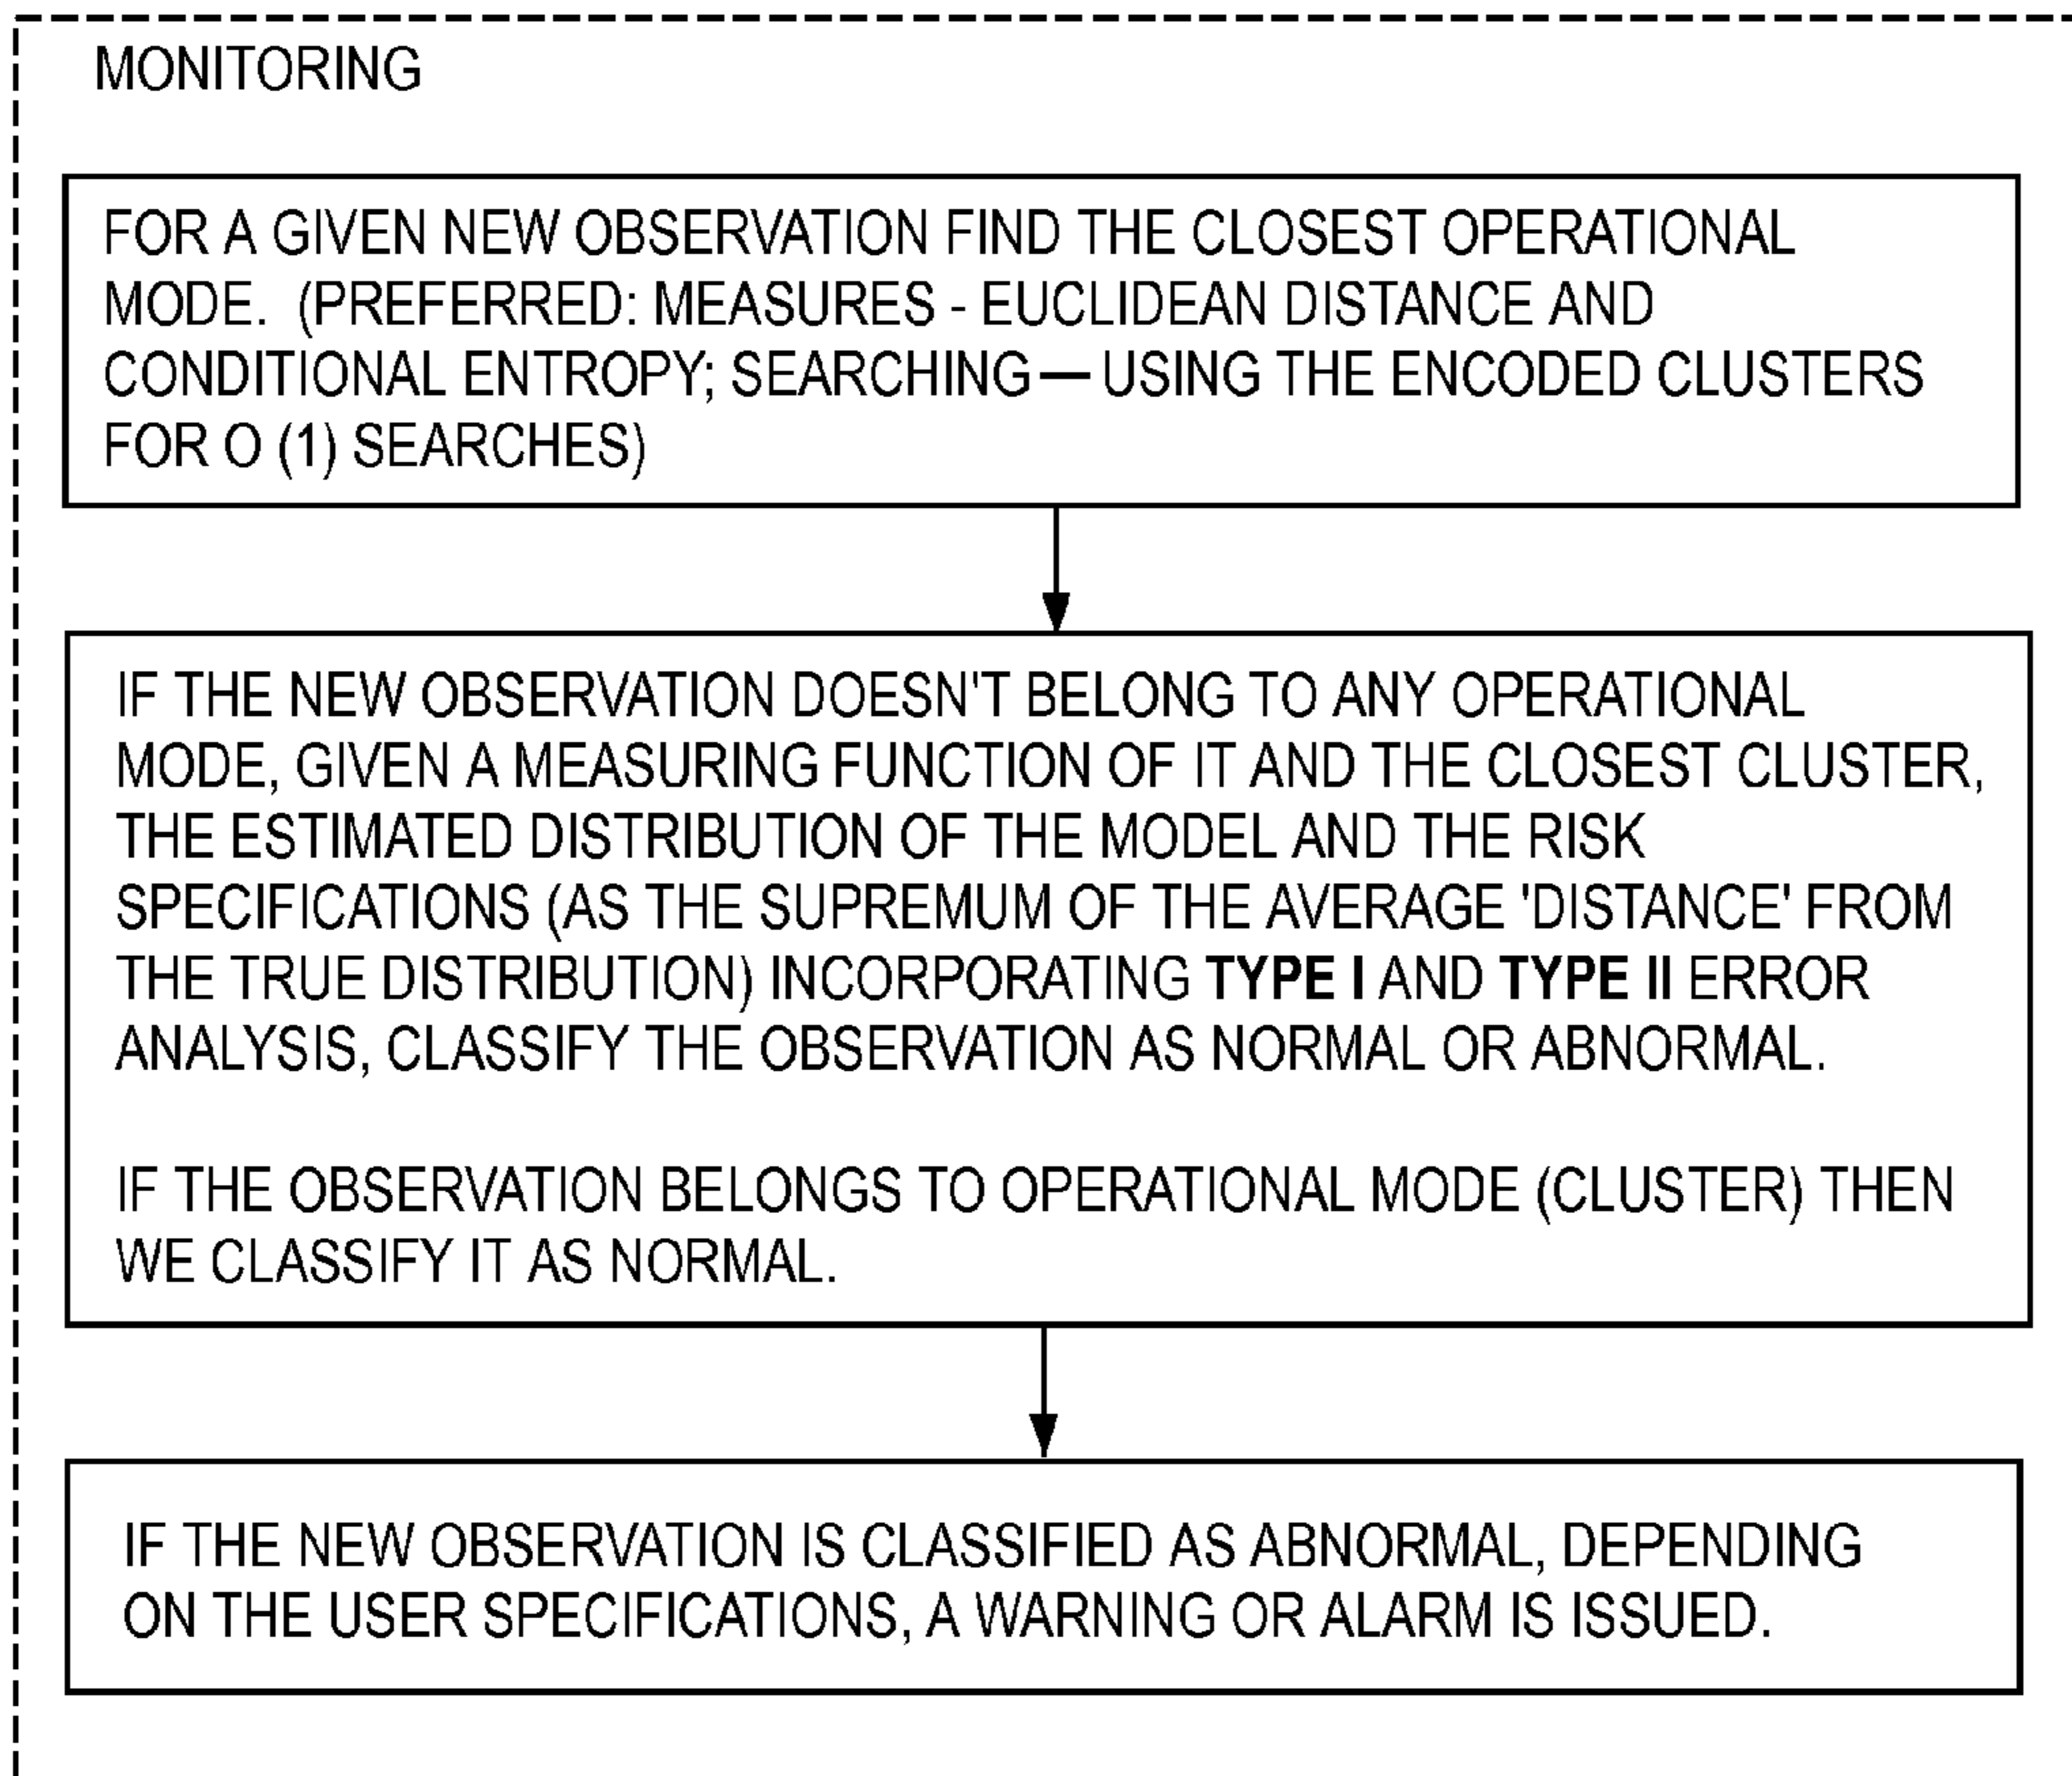 MONITORING
FOR A GIVEN NEW OBSERVATION FIND THE CLOSEST OPERATIONAL
MODE. (PREFERRED: MEASURES - EUCLIDEAN DISTANCE AND
CONDITIONAL ENTROPY; SEARCHING — USING THE ENCODED CLUSTERS
FOR O (1) SEARCHES)
IF THE NEW OBSERVATION DOESN'T BELONG TO ANY OPERATIONAL
MODE, GIVEN A MEASURING FUNCTION OF IT AND THE CLOSEST CLUSTER,
THE ESTIMATED DISTRIBUTION OF THE MODEL AND THE RISK
SPECIFICATIONS (AS THE SUPREMUM OF THE AVERAGE 'DISTANCE' FROM
THE TRUE DISTRIBUTION) INCORPORATING TYPE I AND TYPE II ERROR
ANALYSIS, CLASSIFY THE OBSERVATION AS NORMAL OR ABNORMAL.
IF THE OBSERVATION BELONGS TO OPERATIONAL MODE (CLUSTER) THEN
WE CLASSIFY IT AS NORMAL.
IF THE NEW OBSERVATION IS CLASSIFIED AS ABNORMAL, DEPENDING
ON THE USER SPECIFICATIONS, A WARNING OR ALARM IS ISSUED.